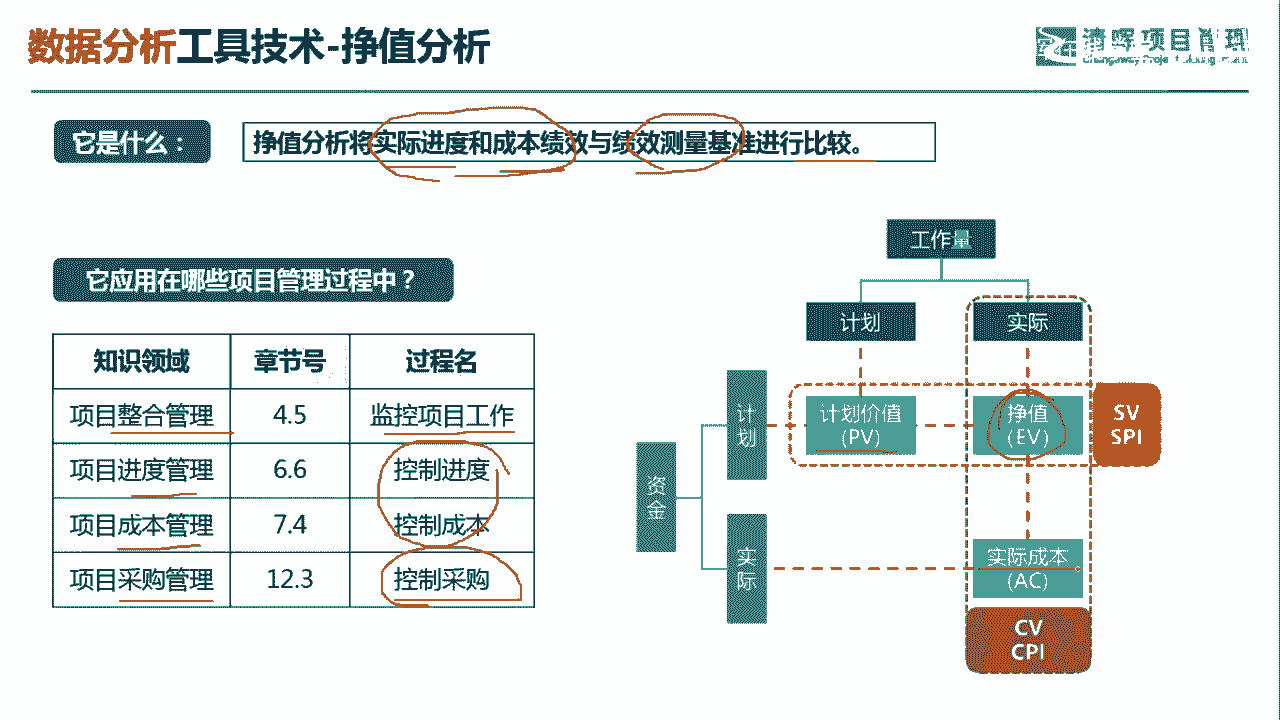 数据分析工具技术-挣值分析
清晖项目管理
它是什么：
挣值分析将实际进度和成本绩效与绩效测量基准进行比较。
它应用在哪些项目管理过程中？
知识领域 章节号 过程名
项目整合管理 4.5 监控项目工作
项目进度管理 6.6 控制进度
项目成本管理 7.4 控制成本
项目采购管理 12.3 控制采购
工作量
计划
实际
资金
计划
实际
计划价值
(PV)
挣值
(EV)
SV
SPI
实际成本
(AC)
CV
CPI